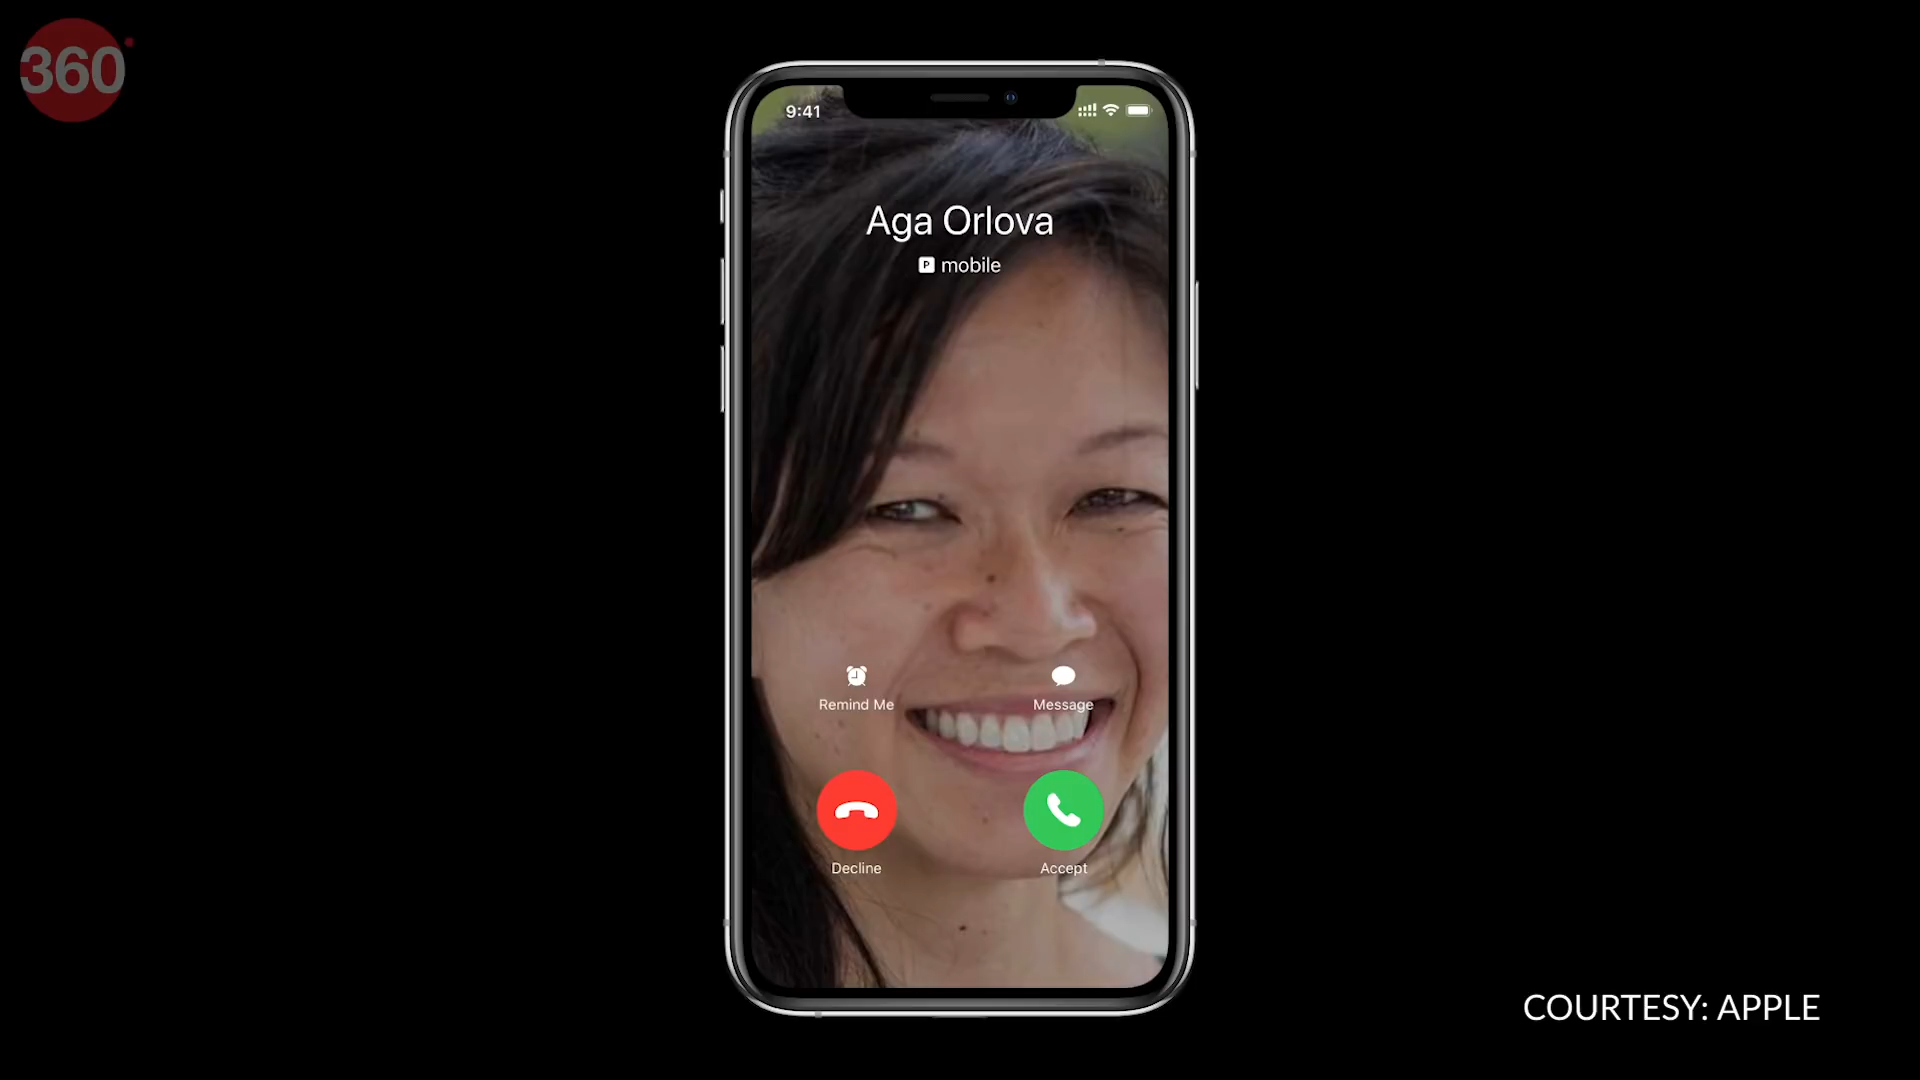 360
9:41
Aga Orlova
P mobile
Remind Me
Message
Decline
Accept
COURTESY: APPLE